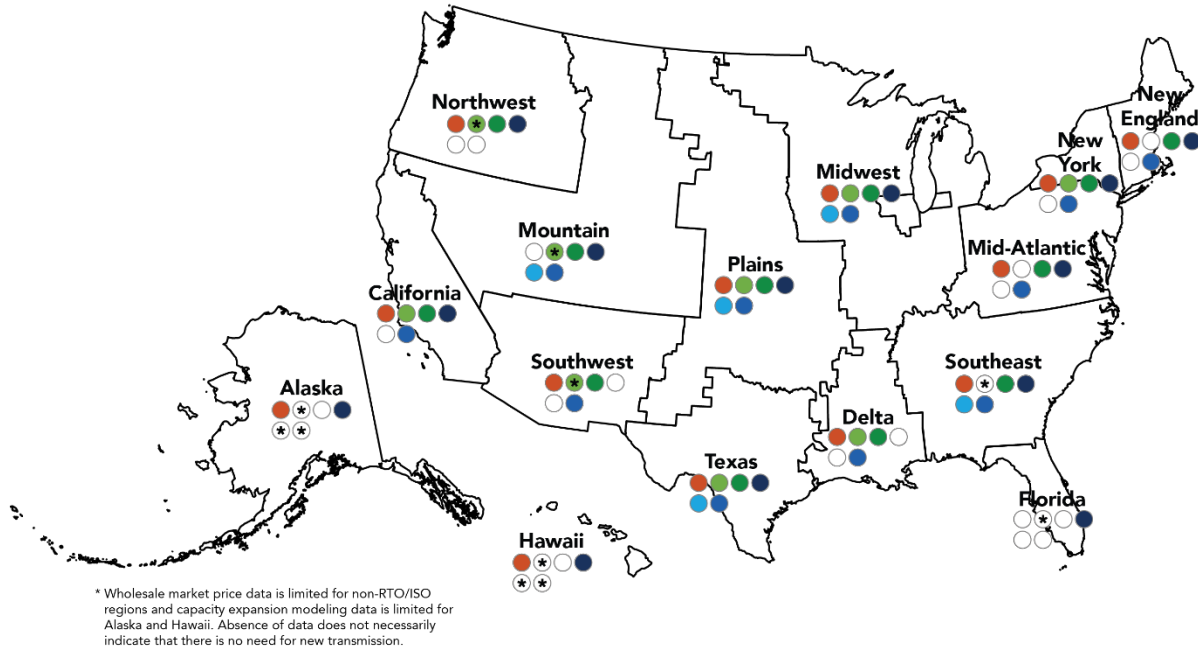 New
England
Northwest
*
New
York
Midwest
Mountain
*
Mid-Atlantic
Plains
California
Southwest
*
Southeast
*
Alaska
*
* *
Delta
Texas
Florida
*
Hawaii
*
* *
* Wholesale market price data is limited for non-RTO/ISO
regions and capacity expansion modeling data is limited for
Alaska and Hawaii. Absence of data does not necessarily
indicate that there is no need for new transmission.